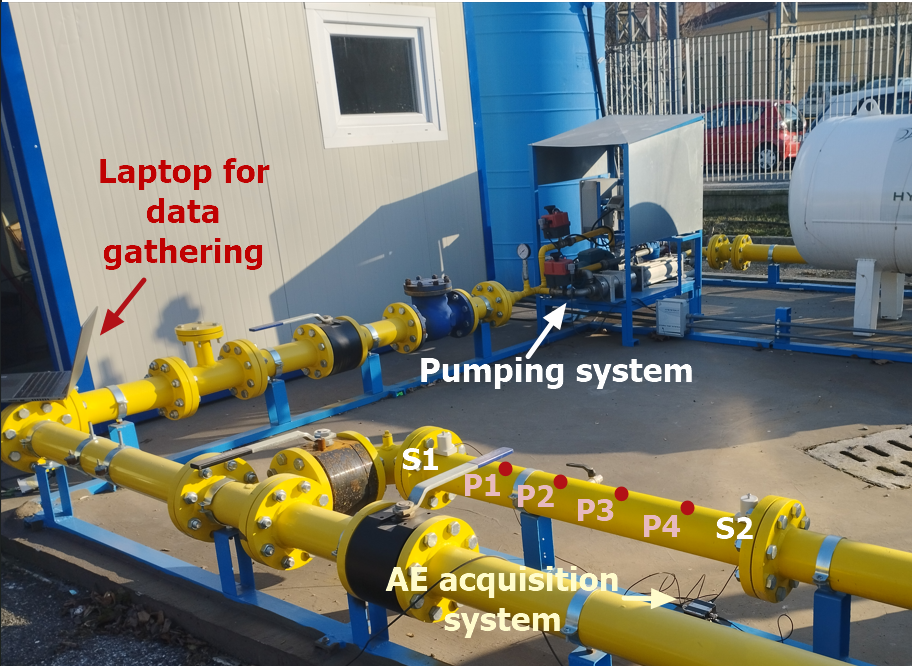 Laptop for
data
gathering
Pumping system
HY
S1
P1
P2
P3
P4
S2
AE acquisition
system